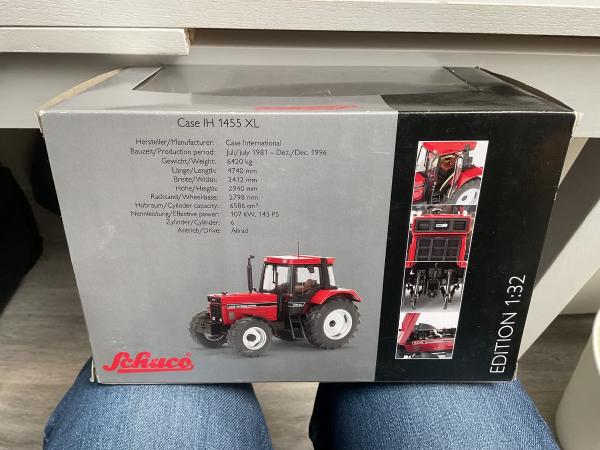 Case IH 1455 XL
Schuco
Hersteller/Manufacturer: Case International
Bauzeit/Production period: Juli/July 1981 – Dez./Dec. 1996
Gewicht/Weight: 6420 kg
Länge/Length: 4740 mm
Breite/Width: 2412 mm
Höhe/Heigth: 2940 mm
Radstand/Wheelbase: 2798 mm
Hubraum/Cylinder capacity: 6586 cm³
Nennleistung/Effective power: 107 kW, 145 PS
Zylinder/Cylinder: 6
Antrieb/Drive: Allrad
Schuco
EDITION 1:32